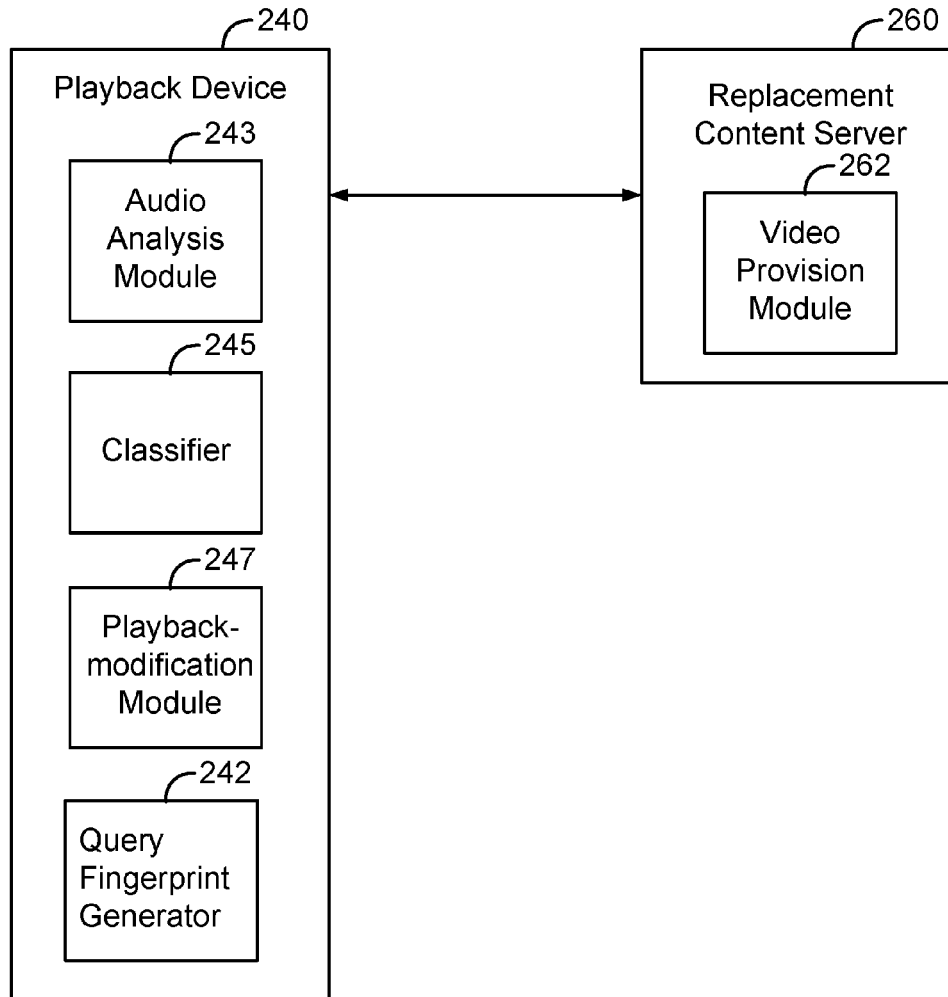 240
Playback Device
243
Audio
Analysis
Module
245
Classifier
247
Playback-
modification
Module
242
Query
Fingerprint
Generator
260
Replacement
Content Server
262
Video
Provision
Module